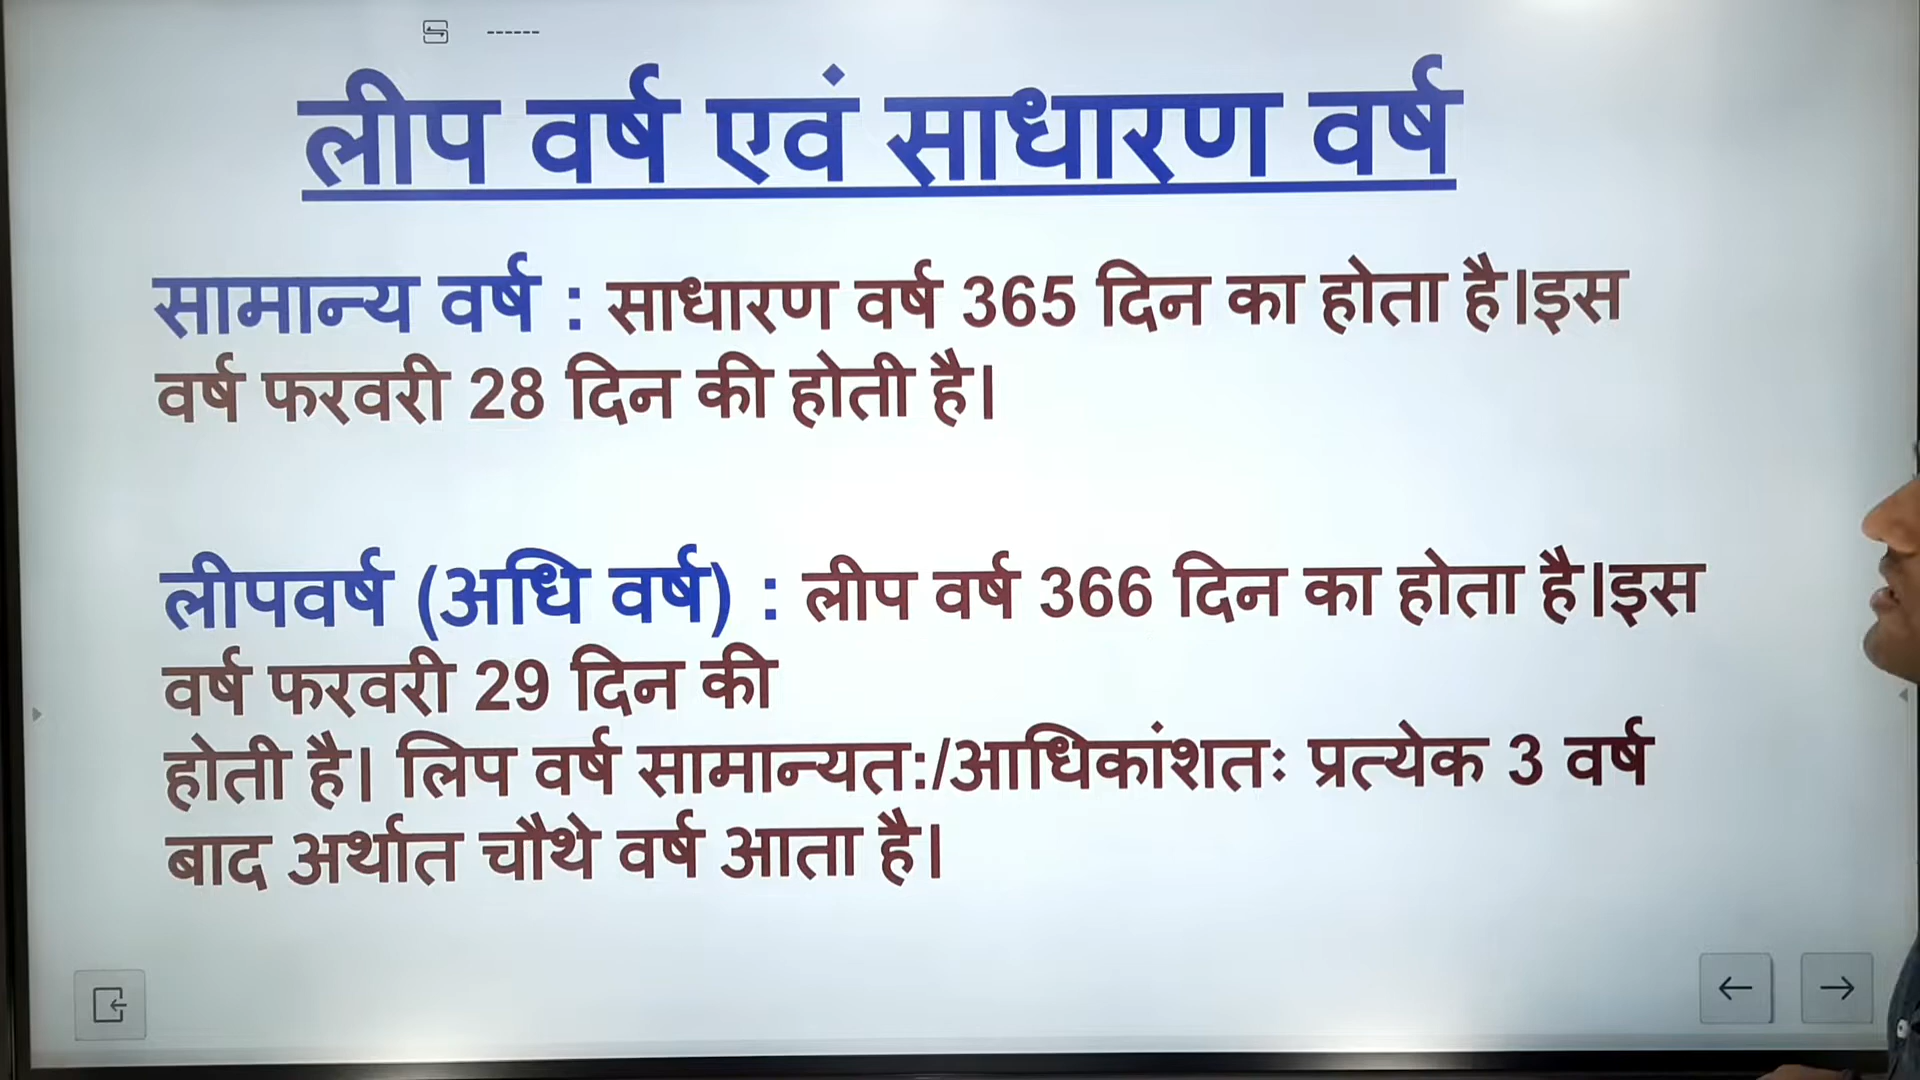 लीप वर्ष एवं साधारण वर्ष
सामान्य वर्ष : साधारण वर्ष 365 दिन का होता है।इस
वर्ष फरवरी 28 दिन की होती है।
लीपवर्ष (अधि वर्ष) : लीप वर्ष 366 दिन का होता है।इस
वर्ष फरवरी 29 दिन की
होती है। लिप वर्ष सामान्यत:/आधिकांशतः प्रत्येक 3 वर्ष
बाद अर्थात चौथे वर्ष आता है।